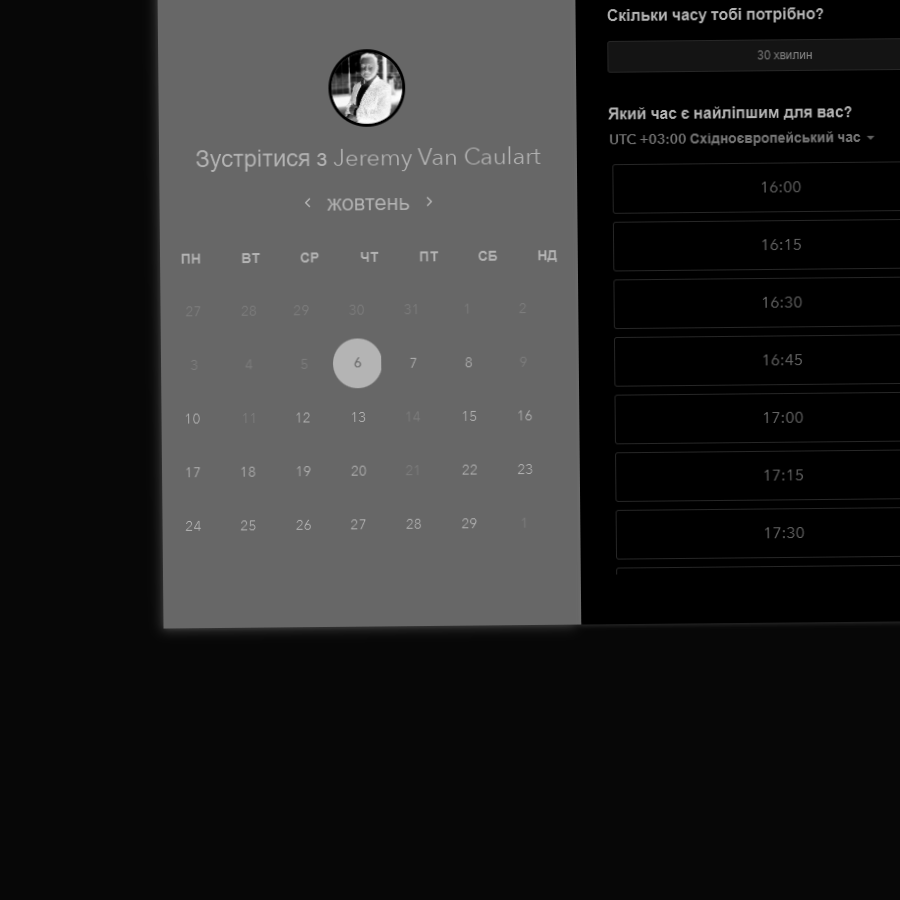 Зустрітися з Jeremy Van Caulart
жовтень
ПН ВТ СР ЧТ ПТ СБ НД
27 28 29 30 31 1 2
3 4 5 6 7 8 9
10 11 12 13 14 15 16
17 18 19 20 21 22 23
24 25 26 27 28 29 1
Скільки часу тобі потрібно?
30 хвилин
Який час є найліпшим для вас?
UTC +03:00 Східноєвропейський час
16:00
16:15
16:30
16:45
17:00
17:15
17:30